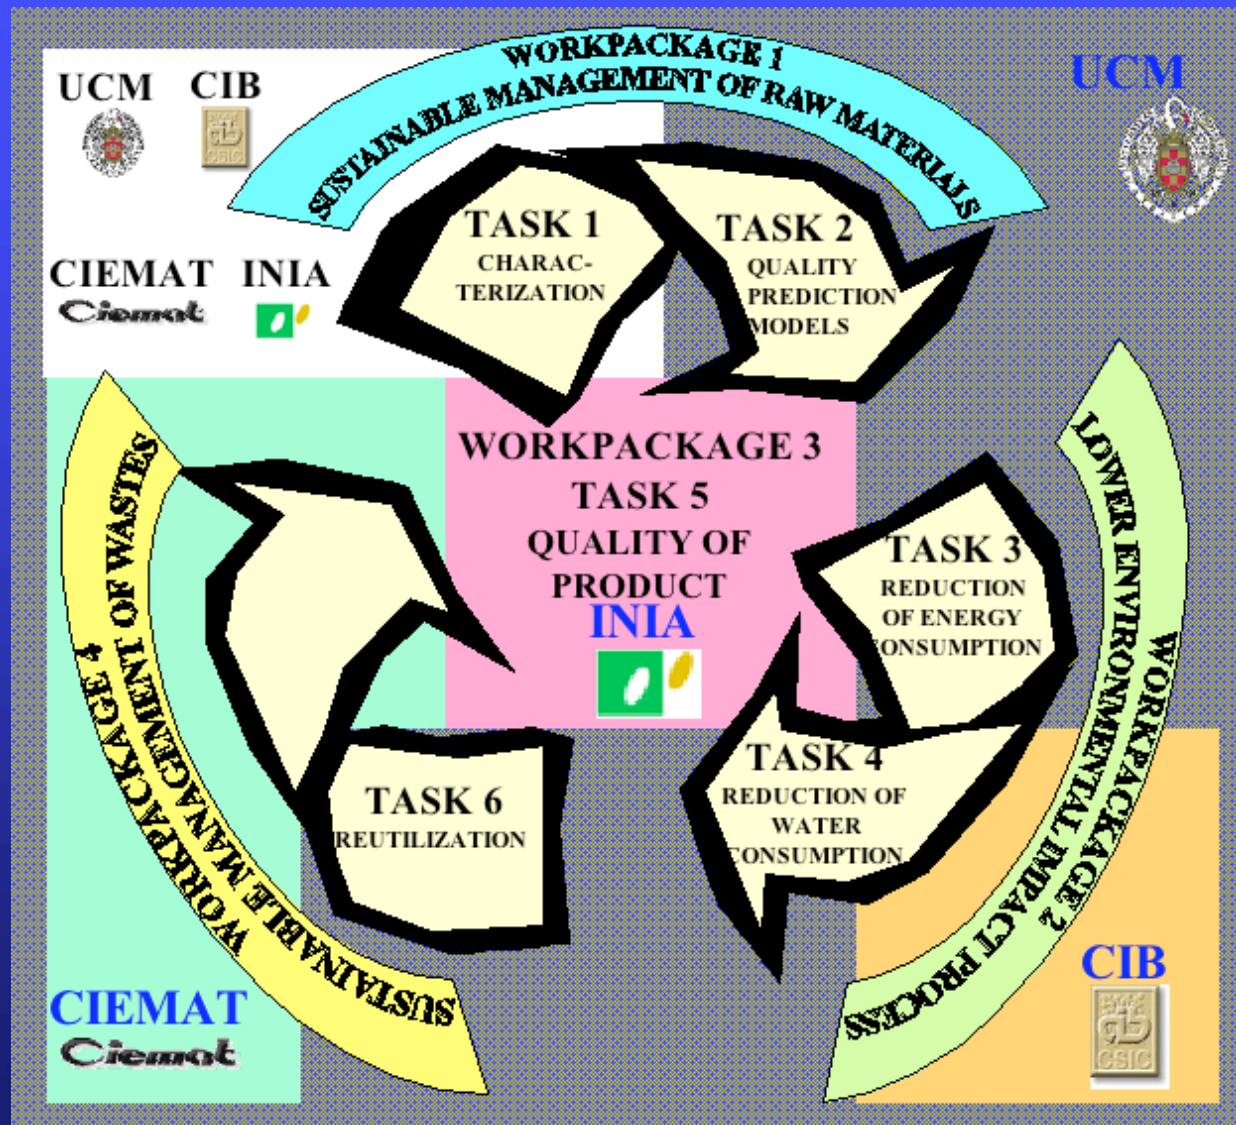 WORKPACKAGE 1
SUSTAINABLE MANAGEMENT OF RAW MATERIALS
UCM CIB
UCM
CSIC
CIEMAT INIA
Ciemat
TASK 1
CHARAC-
TERIZATION
TASK 2
QUALITY
PREDICTION
MODELS
WORKPACKAGE 3
TASK 5
QUALITY OF
PRODUCT
INIA
TASK 3
REDUCTION
OF ENERGY
CONSUMPTION
TASK 4
REDUCTION OF
WATER
CONSUMPTION
WORKPACKAGE 2
LOWER ENVIRONMENTAL IMPACT PROCESS
CIB
CSIC
TASK 6
REUTILIZATION
WORKPACKAGE 4
SUSTAINABLE MANAGEMENT OF WASTES
CIEMAT
Ciemat